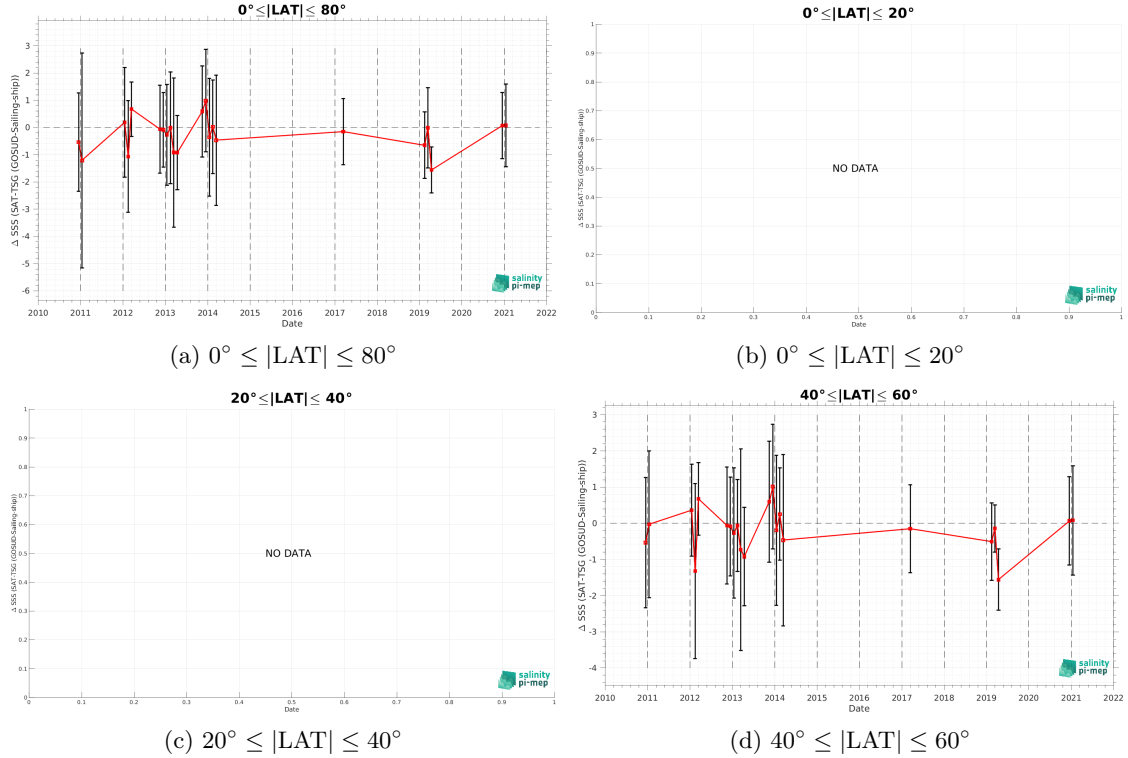 0°≤|LAT|≤ 80°
Δ SSS (SAT-TSG (GOSUD-Sailing-ship))
3
2
1
0
-1
-2
-3
-4
-5
-6
2010 2011 2012 2013 2014 2015 2016 2017 2018 2019 2020 2021 2022
Date
salinity
pi-mep
(a) 0° ≤ |LAT| ≤ 80°
0°≤|LAT|≤ 20°
Δ SSS (SAT-TSG (GOSUD-Sailing-ship))
1
0.9
0.8
0.7
0.6
0.5
0.4
0.3
0.2
0.1
0
NO DATA
0 0.1 0.2 0.3 0.4 0.5 0.6 0.7 0.8 0.9 1
Date
salinity
pi-mep
(b) 0° ≤ |LAT| ≤ 20°
20°≤|LAT|≤ 40°
Δ SSS (SAT-TSG (GOSUD-Sailing-ship))
1
0.9
0.8
0.7
0.6
0.5
0.4
0.3
0.2
0.1
0
NO DATA
0 0.1 0.2 0.3 0.4 0.5 0.6 0.7 0.8 0.9 1
Date
salinity
pi-mep
(c) 20° ≤ |LAT| ≤ 40°
40°≤|LAT|≤ 60°
Δ SSS (SAT-TSG (GOSUD-Sailing-ship))
3
2
1
0
-1
-2
-3
-4
2010 2011 2012 2013 2014 2015 2016 2017 2018 2019 2020 2021 2022
Date
salinity
pi-mep
(d) 40° ≤ |LAT| ≤ 60°